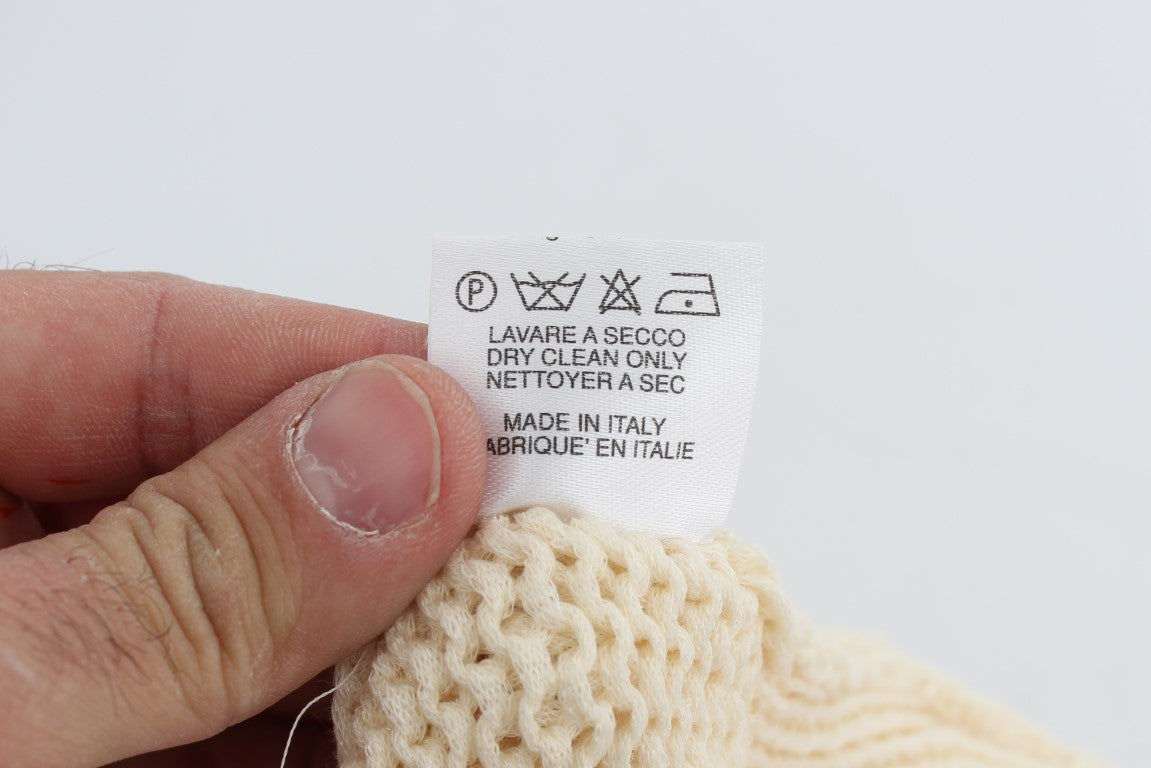 P
LAVARE A SECCO
DRY CLEAN ONLY
NETTOYER A SEC
MADE IN ITALY
ABRIQUE' EN ITALIE